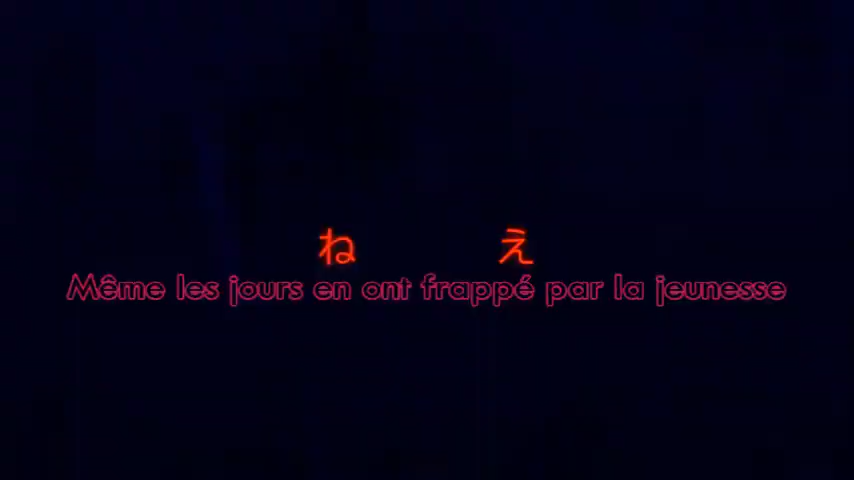 ね え
Même les jours en ont frappé par la jeunesse